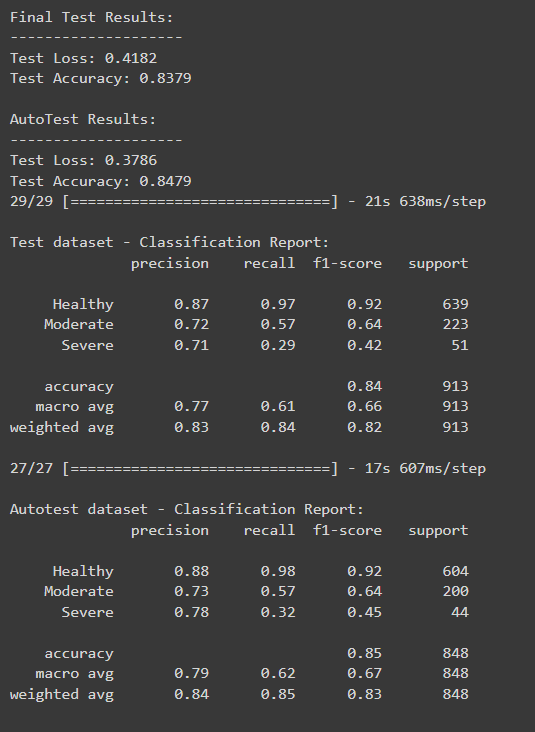 Final Test Results:
--------------------
Test Loss: 0.4182
Test Accuracy: 0.8379
AutoTest Results:
--------------------
Test Loss: 0.3786
Test Accuracy: 0.8479
29/29 [==============================] - 21s 638ms/step
Test dataset - Classification Report:
precision recall f1-score support
Healthy 0.87 0.97 0.92 639
Moderate 0.72 0.57 0.64 223
Severe 0.71 0.29 0.42 51
accuracy 0.84 913
macro avg 0.77 0.61 0.66 913
weighted avg 0.83 0.84 0.82 913
27/27 [==============================] - 17s 607ms/step
Autotest dataset - Classification Report:
precision recall f1-score support
Healthy 0.88 0.98 0.92 604
Moderate 0.73 0.57 0.64 200
Severe 0.78 0.32 0.45 44
accuracy 0.85 848
macro avg 0.79 0.62 0.67 848
weighted avg 0.84 0.85 0.83 848